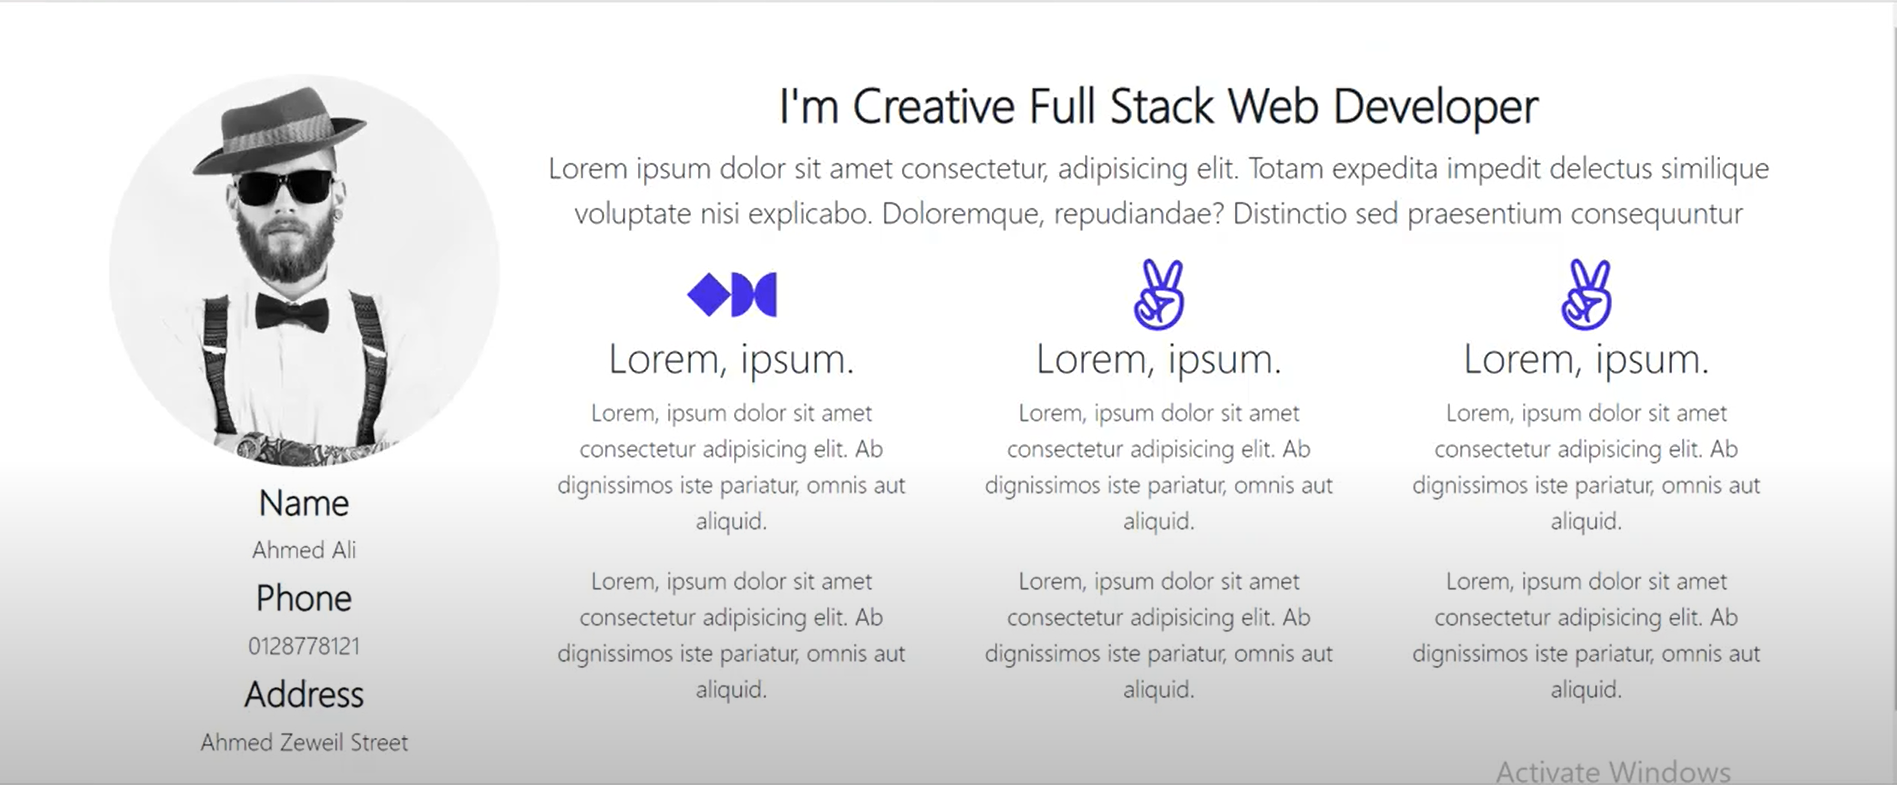 I'm Creative Full Stack Web Developer
Lorem ipsum dolor sit amet consectetur, adipisicing elit. Totam expedita impedit delectus similique
voluptate nisi explicabo. Doloremque, repudiandae? Distinctio sed praesentium consequuntur
Name
Ahmed Ali
Phone
0128778121
Address
Ahmed Zeweil Street
Lorem, ipsum.
Lorem, ipsum dolor sit amet
consectetur adipisicing elit. Ab
dignissimos iste pariatur, omnis aut
aliquid.
Lorem, ipsum dolor sit amet
consectetur adipisicing elit. Ab
dignissimos iste pariatur, omnis aut
aliquid.
Lorem, ipsum.
Lorem, ipsum dolor sit amet
consectetur adipisicing elit. Ab
dignissimos iste pariatur, omnis aut
aliquid.
Lorem, ipsum dolor sit amet
consectetur adipisicing elit. Ab
dignissimos iste pariatur, omnis aut
aliquid.
Lorem, ipsum.
Lorem, ipsum dolor sit amet
consectetur adipisicing elit. Ab
dignissimos iste pariatur, omnis aut
aliquid.
Lorem, ipsum dolor sit amet
consectetur adipisicing elit. Ab
dignissimos iste pariatur, omnis aut
aliquid.
Activate Windows